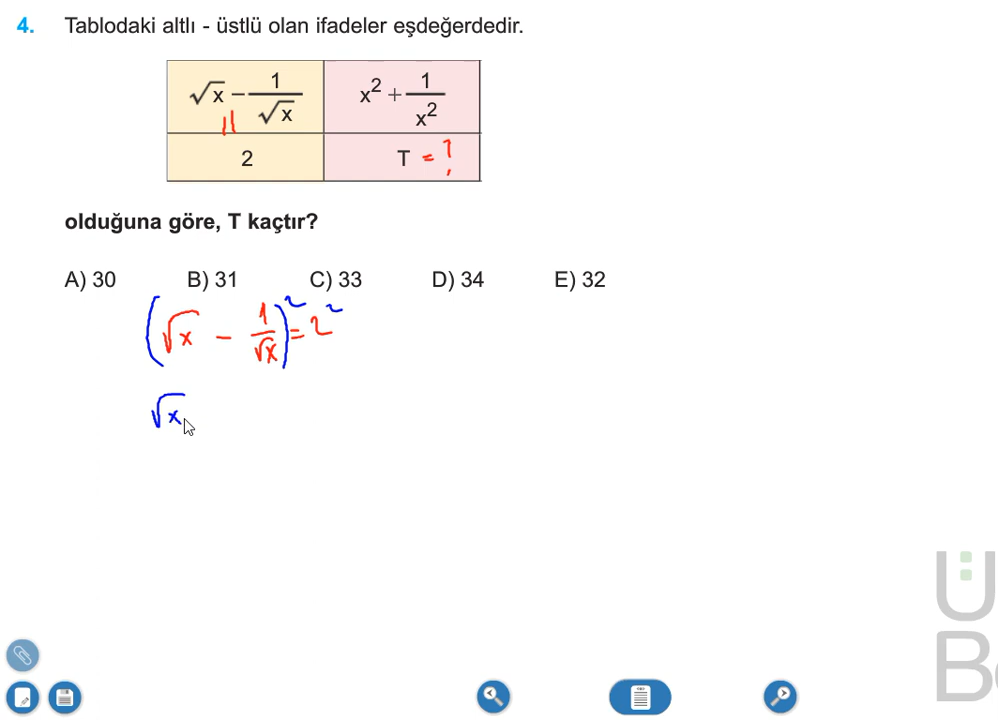 4. Tablodaki altlı - üstlü olan ifadeler eşdeğerdedir.
√x - 1/√x    x² + 1/x²
||
2    T = ?
olduğuna göre, T kaçtır?
A) 30    B) 31    C) 33    D) 34    E) 32
(√x - 1/√x)² = 2²
√x
Ü
B